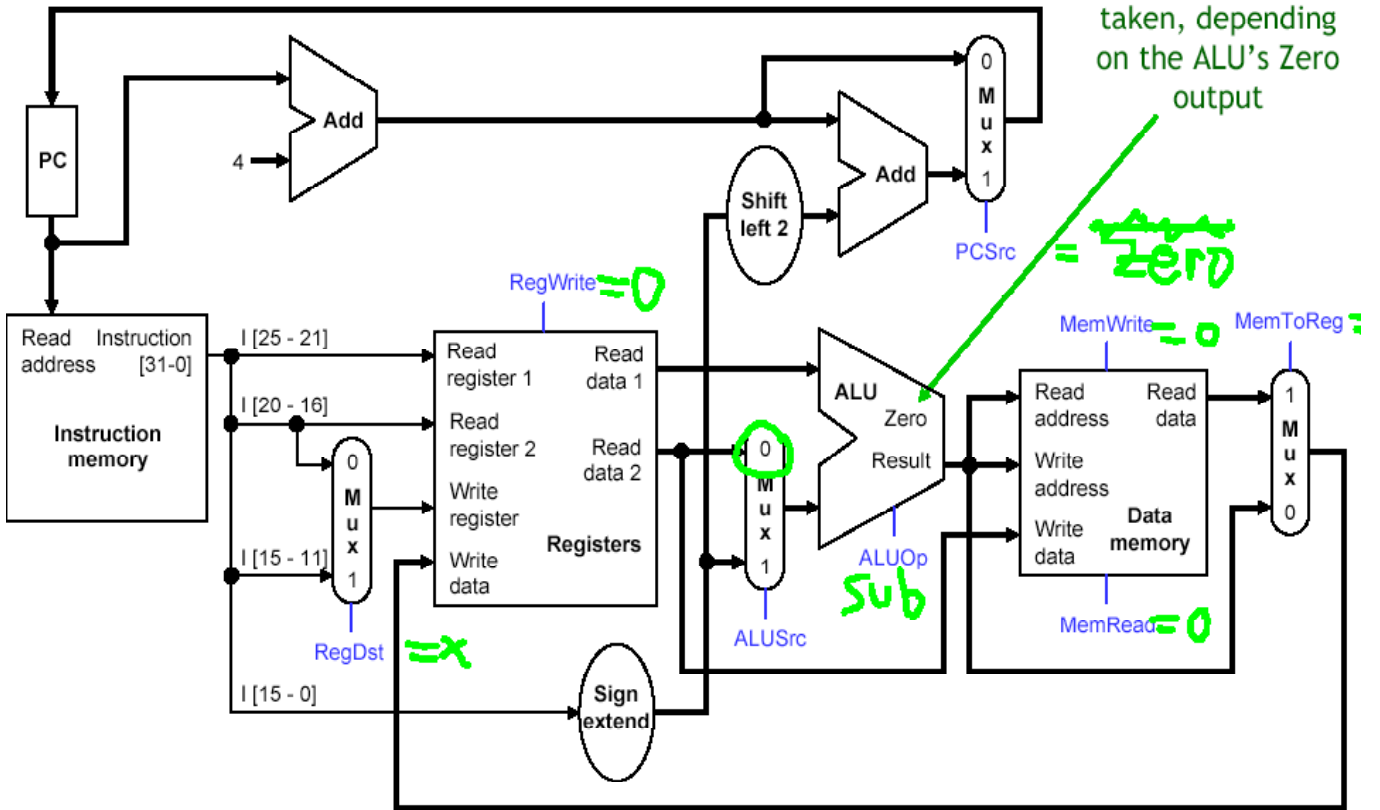 taken, depending
on the ALU's Zero
output
0
M
u
x
1
Add
PC
4
Add
Shift
left 2
PCSrc
=
Zero
RegWrite =0
MemWrite =0
MemToReg =
Read
address
Instruction
[31-0]
Instruction
memory
I [25 - 21]
I [20 - 16]
I [15 - 11]
I [15 - 0]
0
M
u
x
1
RegDst =x
Read
register 1
Read
register 2
Write
register
Write
data
Read
data 1
Read
data 2
Registers
Sign
extend
0
M
u
x
1
ALUSrc
ALU
Zero
Result
ALUOp
sub
Read
address
Write
address
Write
data
Read
data
Data
memory
MemRead =0
1
M
u
x
0